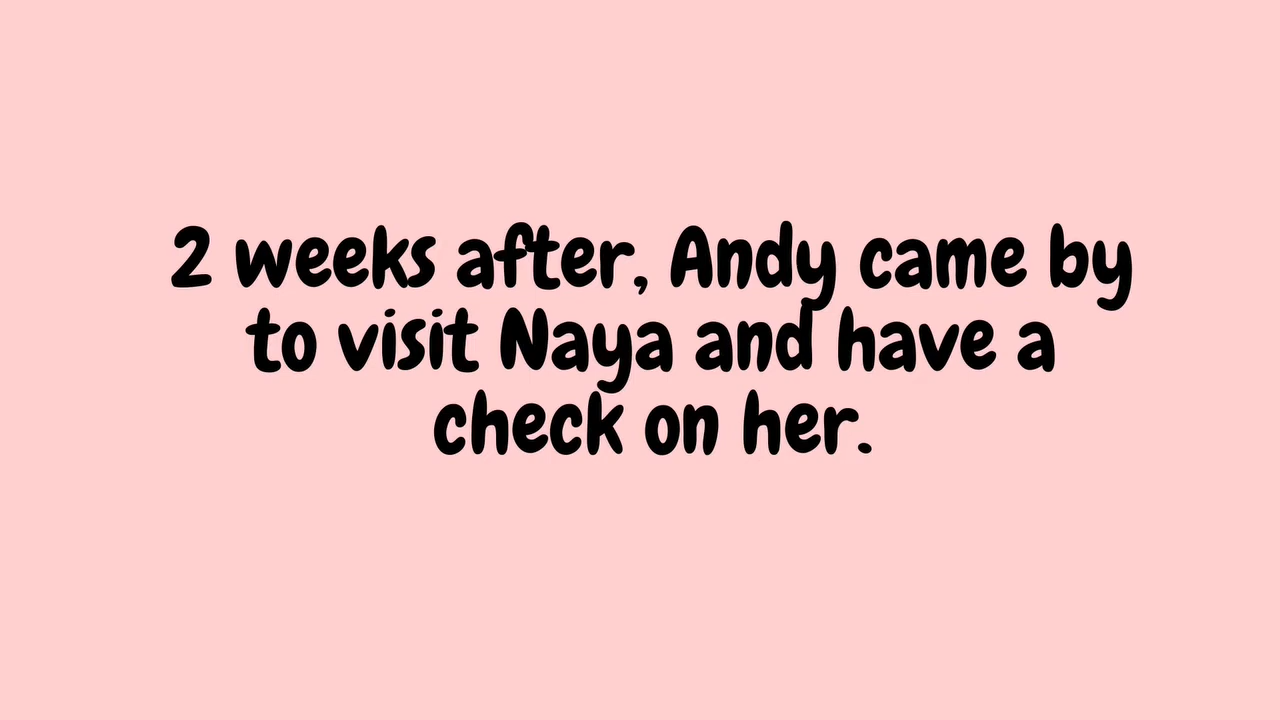 2 weeks after, Andy came by
to visit Naya and have a
check on her.